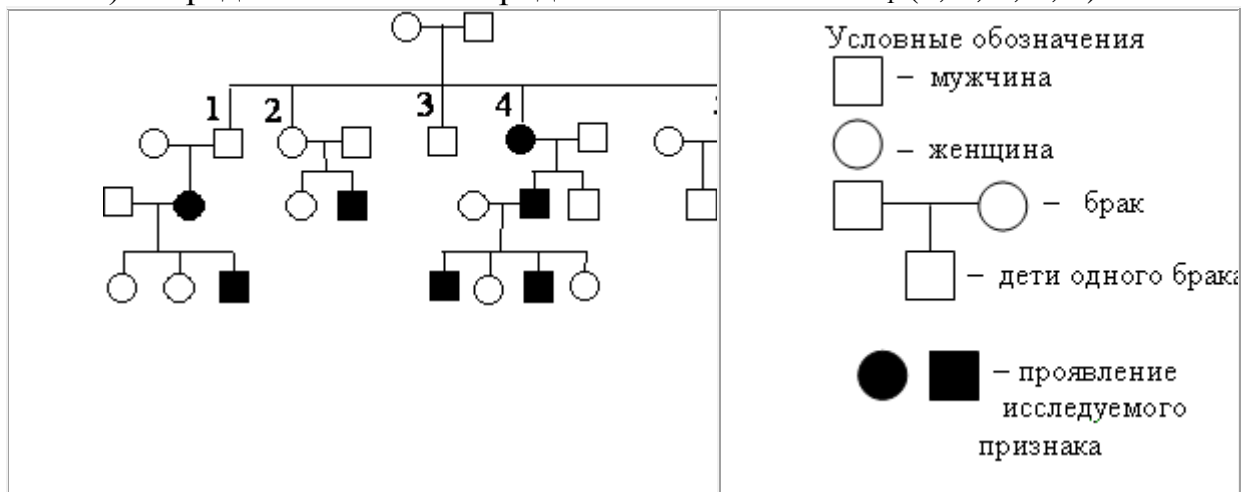 1 2 3 4
Условные обозначения
– мужчина
– женщина
– брак
– дети одного брака
– проявление
исследуемого
признака